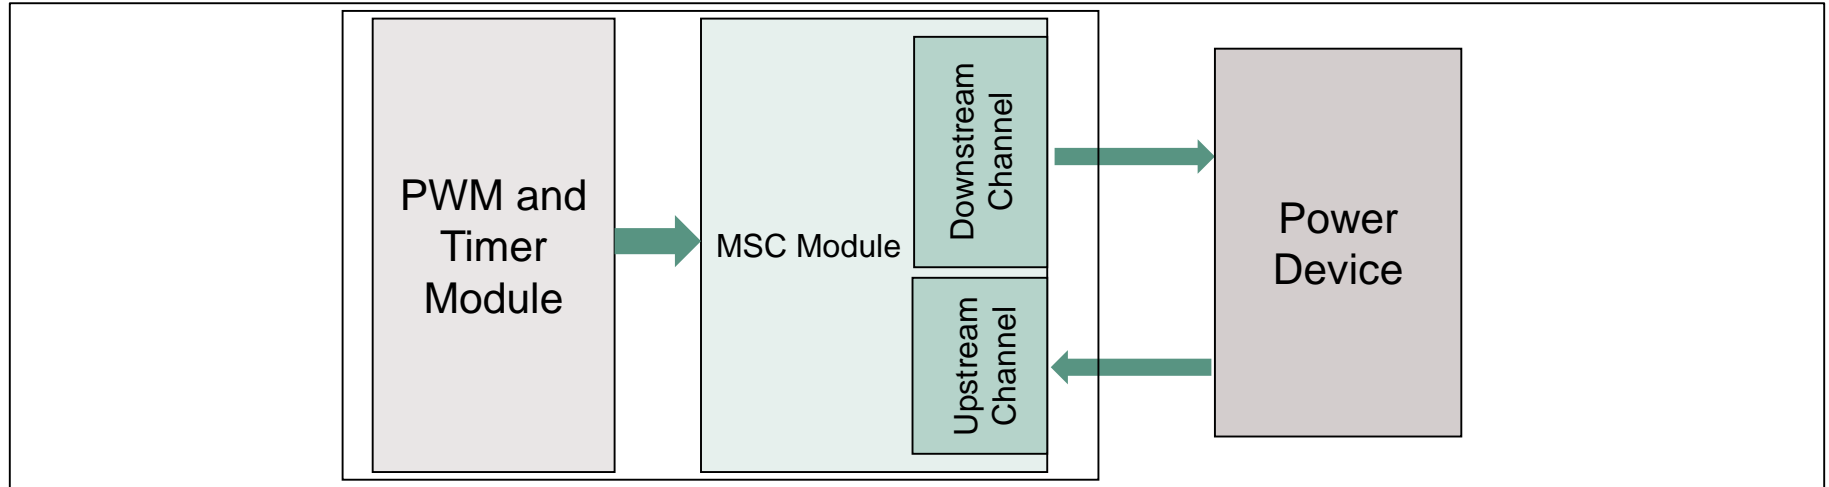 PWM and
Timer
Module
MSC Module
Downstream
Channel
Upstream
Channel
Power
Device